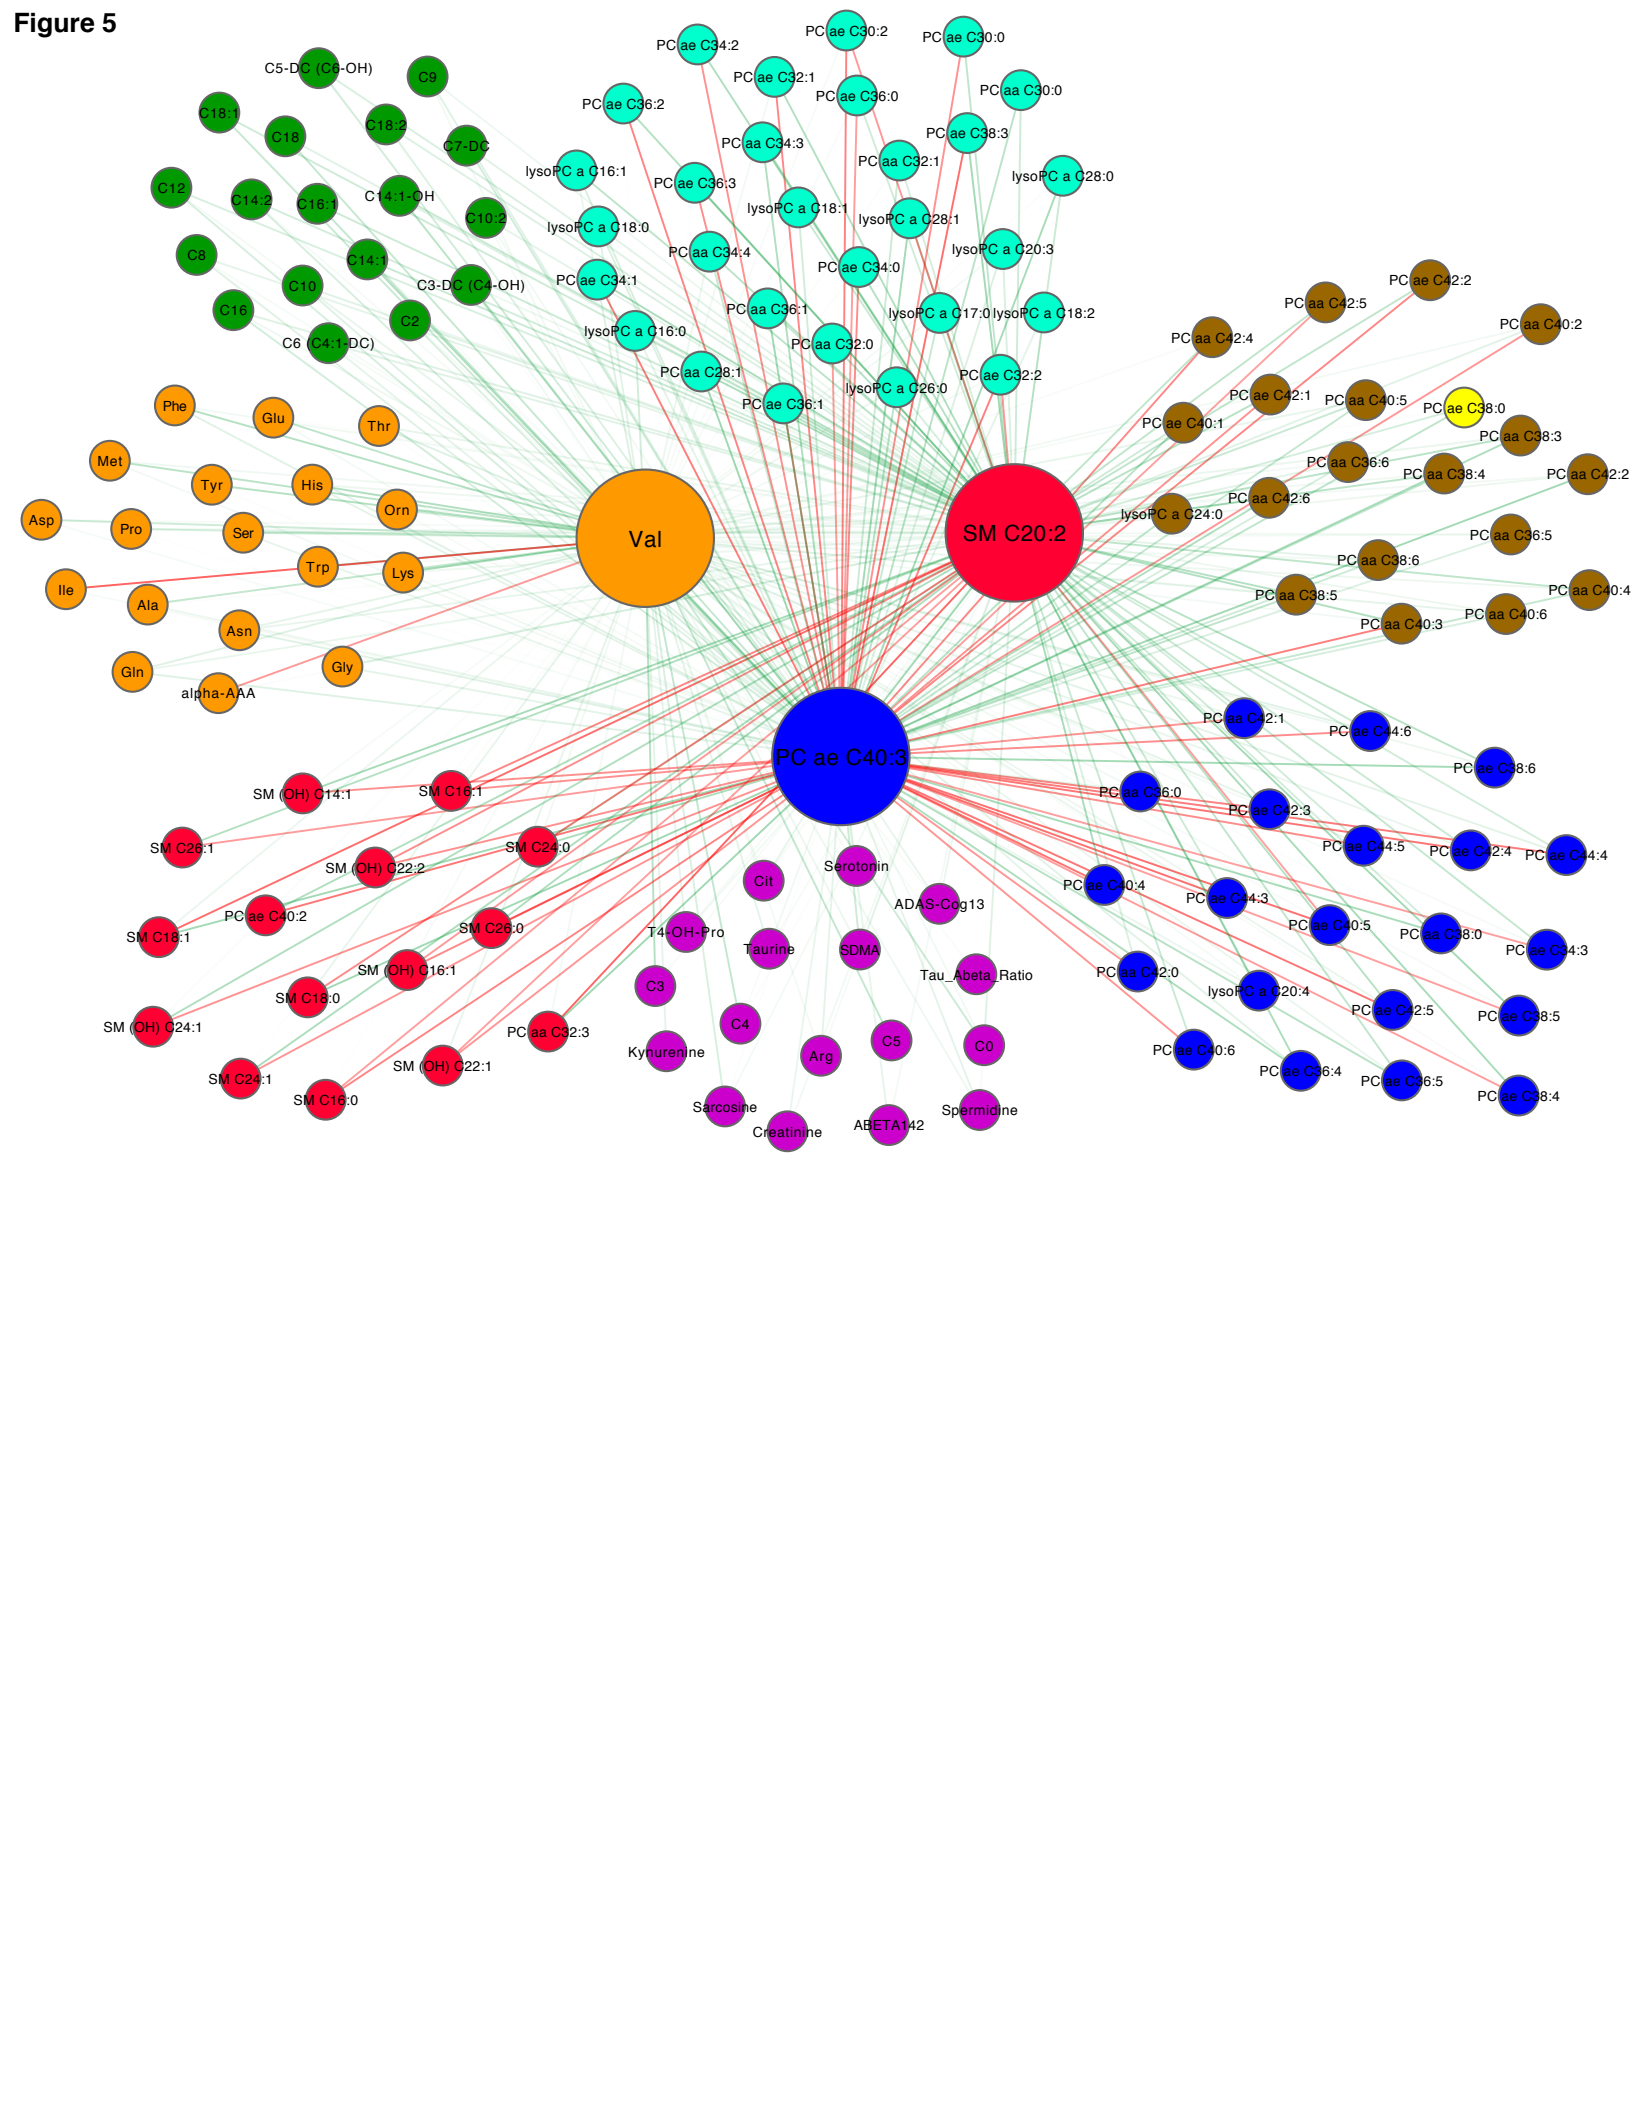 Figure 5
C5-DC (C6-OH)
C9
C18:1
C18
C18:2
C7-DC
C12
C14:2
C16:1
C14:1-OH
C10:2
C8
C14:1
C10
C3-DC (C4-OH)
C16
C2
C6 (C4:1-DC)
PC ae C34:2
PC ae C30:2
PC ae C30:0
PC ae C32:1
PC ae C36:0
PC aa C30:0
PC ae C36:2
PC aa C34:3
PC ae C38:3
PC aa C32:1
lysoPC a C16:1
PC ae C36:3
lysoPC a C28:0
lysoPC a C18:1
lysoPC a C28:1
lysoPC a C18:0
PC aa C34:4
lysoPC a C20:3
PC ae C34:0
PC ae C34:1
PC aa C36:1
lysoPC a C17:0
lysoPC a C18:2
lysoPC a C16:0
PC aa C32:0
PC aa C28:1
lysoPC a C26:0
PC ae C32:2
PC ae C36:1
PC ae C42:2
PC aa C42:5
PC aa C40:2
PC aa C42:4
PC ae C42:1
PC aa C40:5
PC ae C38:0
PC ae C40:1
PC aa C38:3
PC aa C36:6
PC aa C38:4
PC aa C42:2
PC aa C42:6
lysoPC a C24:0
PC aa C36:5
PC aa C38:6
PC aa C38:5
PC aa C40:4
PC aa C40:6
PC aa C40:3
Phe
Glu
Thr
Met
Tyr
His
Orn
Asp
Pro
Ser
Trp
Lys
Ile
Ala
Asn
Gln
Gly
alpha-AAA
Val
SM C20:2
PC ae C40:3
SM (OH) C14:1
SM C16:1
SM C26:1
SM (OH) C22:2
SM C24:0
PC ae C40:2
SM C18:1
SM C26:0
SM (OH) C16:1
SM C18:0
SM (OH) C24:1
PC aa C32:3
SM (OH) C22:1
SM C24:1
SM C16:0
Serotonin
Cit
ADAS-Cog13
T4-OH-Pro
Taurine
SDMA
Tau_Abeta_Ratio
C3
C4
C5
C0
Kynurenine
Arg
Sarcosine
Creatinine
ABETA142
Spermidine
PC aa C42:1
PC ae C44:6
PC ae C38:6
PC aa C36:0
PC ae C42:3
PC ae C44:5
PC ae C42:4
PC ae C44:4
PC ae C40:4
PC ae C44:3
PC ae C40:5
PC aa C38:0
PC ae C34:3
PC aa C42:0
lysoPC a C20:4
PC ae C42:5
PC ae C38:5
PC ae C40:6
PC ae C36:4
PC ae C36:5
PC ae C38:4